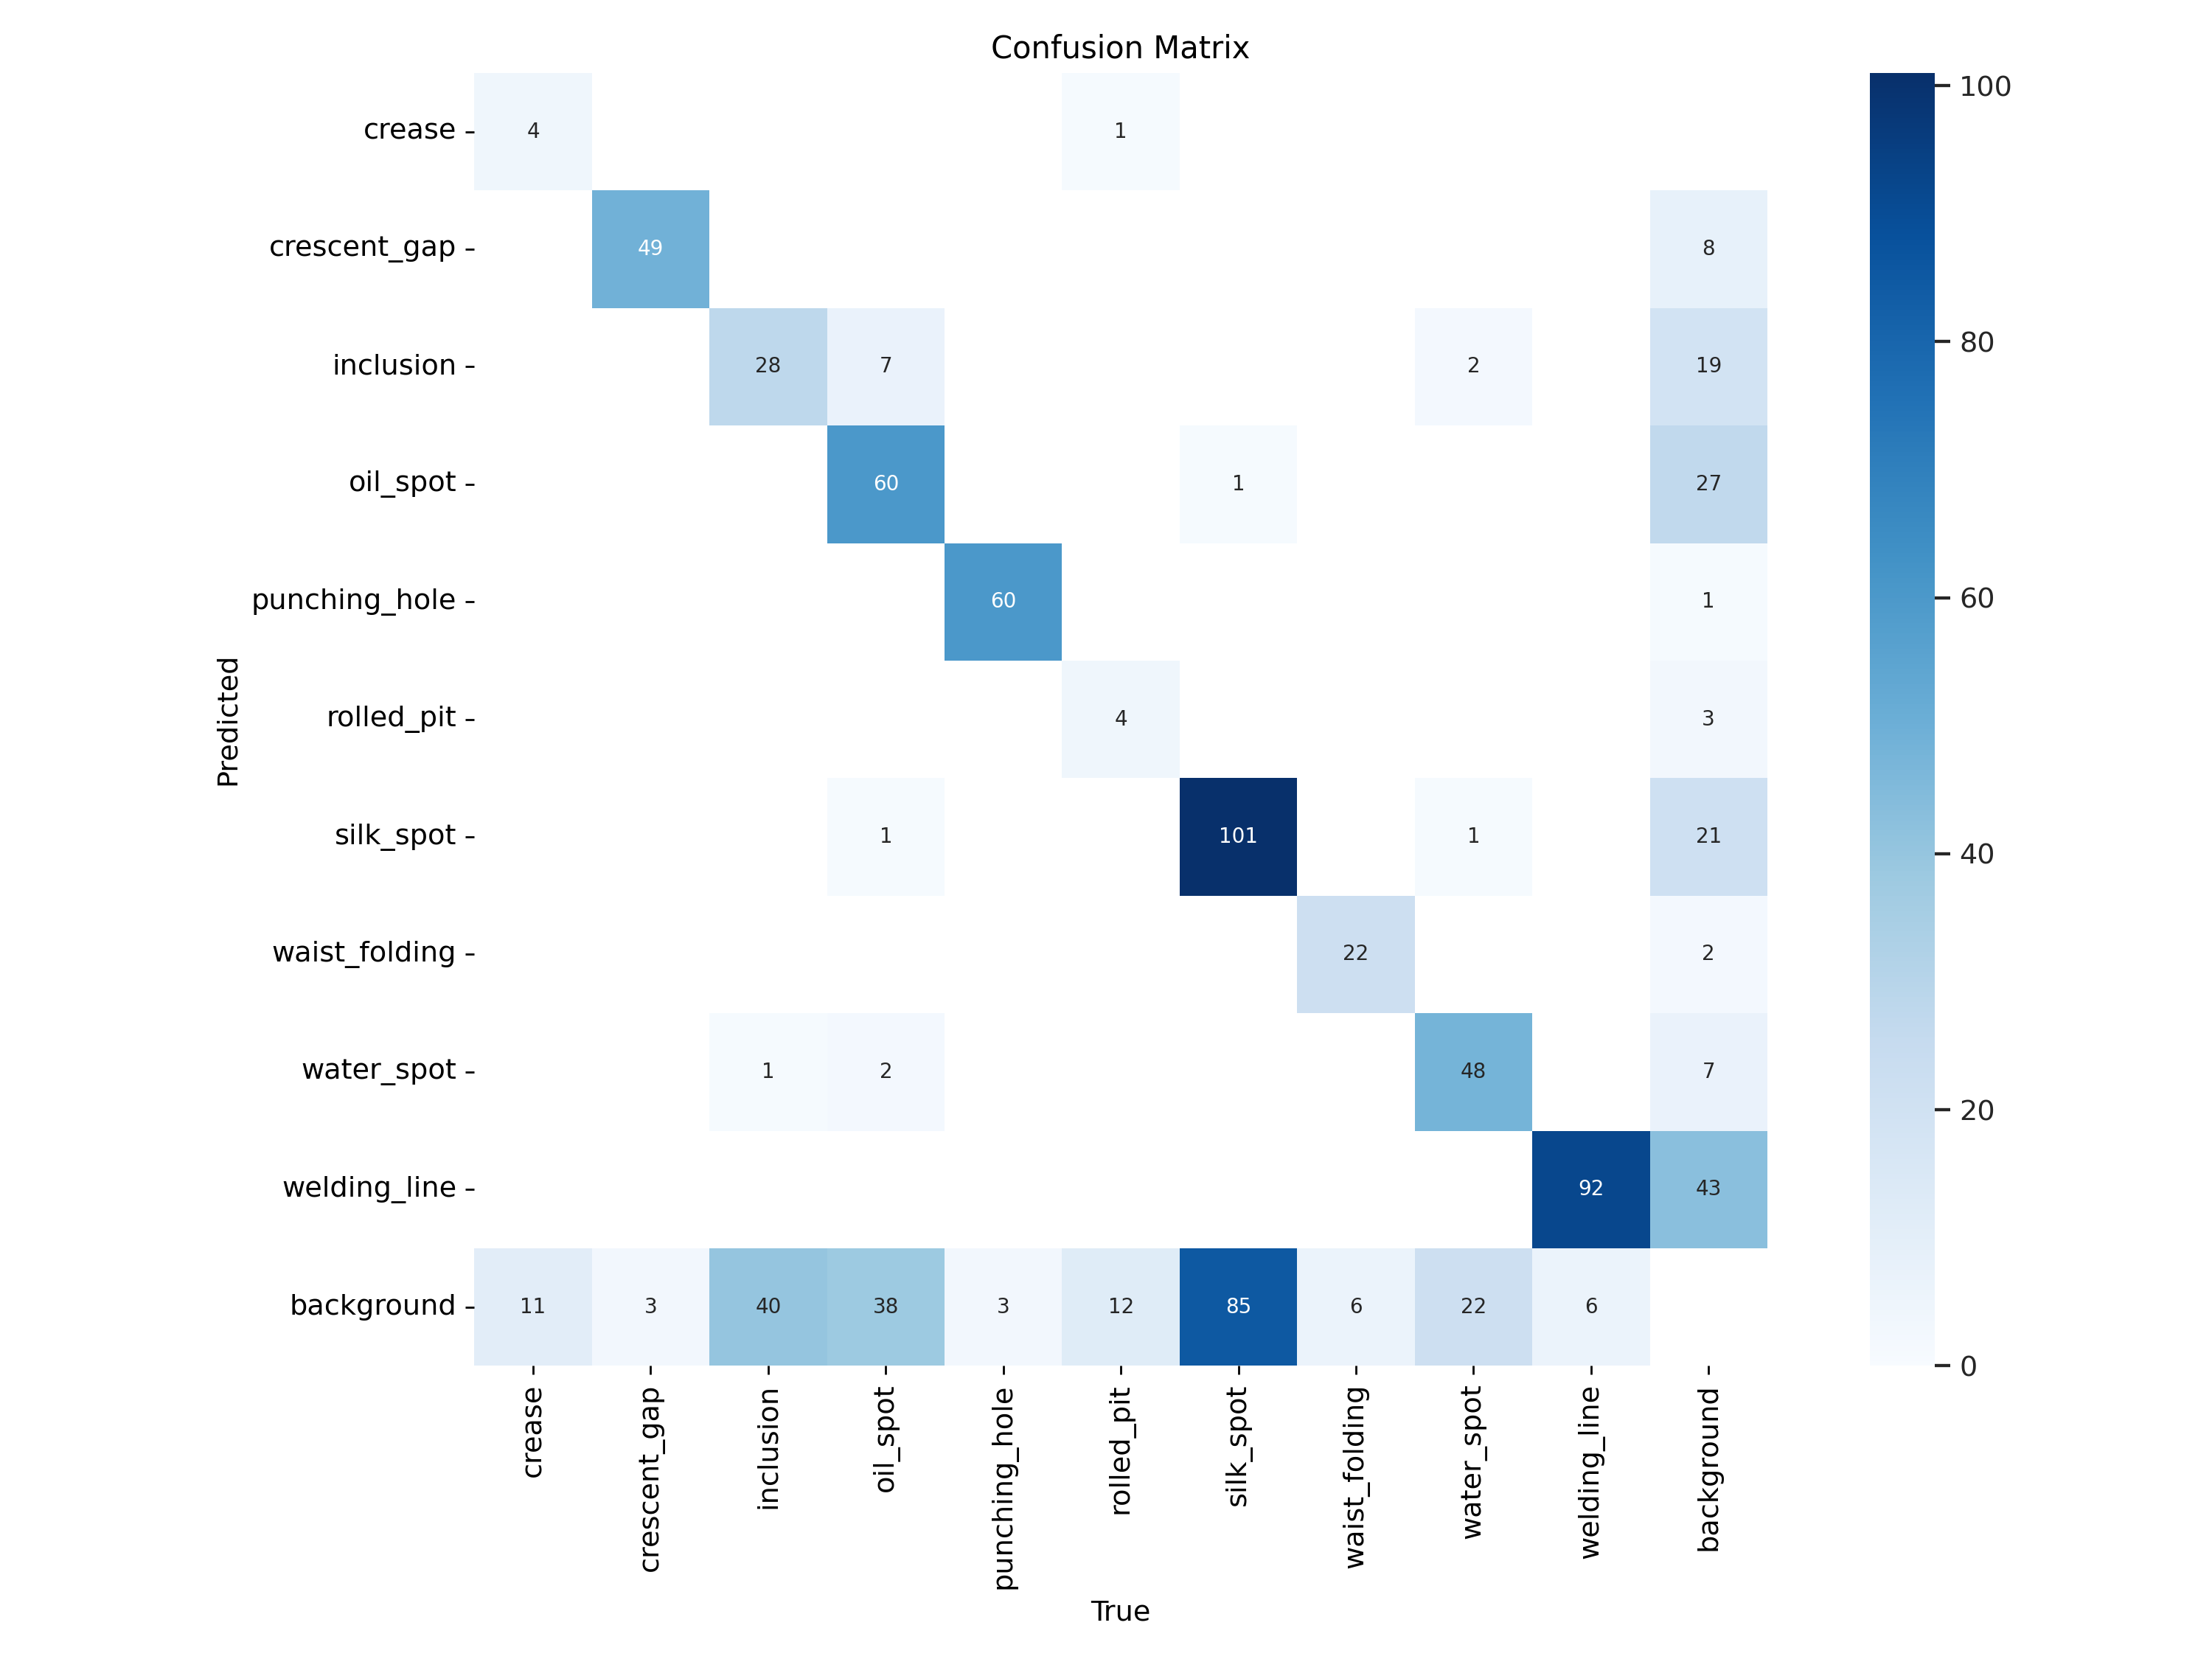 Confusion Matrix
crease 4 1
crescent_gap 49 8
inclusion 28 7 2 19
oil_spot 60 1 27
punching_hole 60 1
rolled_pit 4 3
silk_spot 1 101 1 21
waist_folding 22 2
water_spot 1 2 48 7
welding_line 92 43
background 11 3 40 38 3 12 85 6 22 6
Predicted
crease
crescent_gap
inclusion
oil_spot
punching_hole
rolled_pit
silk_spot
waist_folding
water_spot
welding_line
background
True
100
80
60
40
20
0